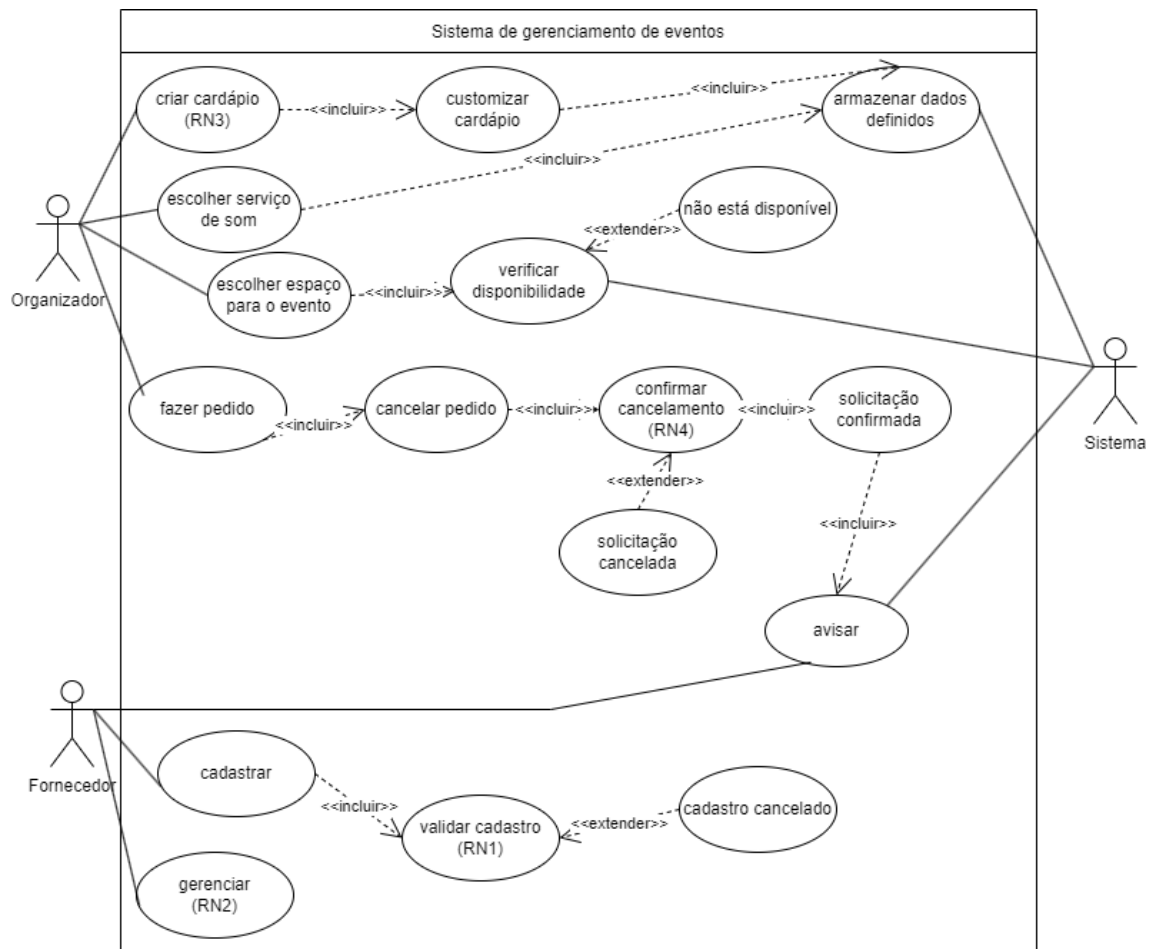 Sistema de gerenciamento de eventos
criar cardápio
(RN3)
<<incluir>>
customizar
cardápio
<<incluir>>
armazenar dados
definidos
<<incluir>>
escolher serviço
de som
não está disponível
<<extender>>
Organizador
escolher espaço
para o evento
<<incluir>>
verificar
disponibilidade
fazer pedido
<<incluir>>
cancelar pedido
<<incluir>>
confirmar
cancelamento
(RN4)
<<incluir>>
solicitação
confirmada
Sistema
<<extender>>
<<incluir>>
solicitação
cancelada
avisar
Fornecedor
cadastrar
<<incluir>>
validar cadastro
(RN1)
<<extender>>
cadastro cancelado
gerenciar
(RN2)